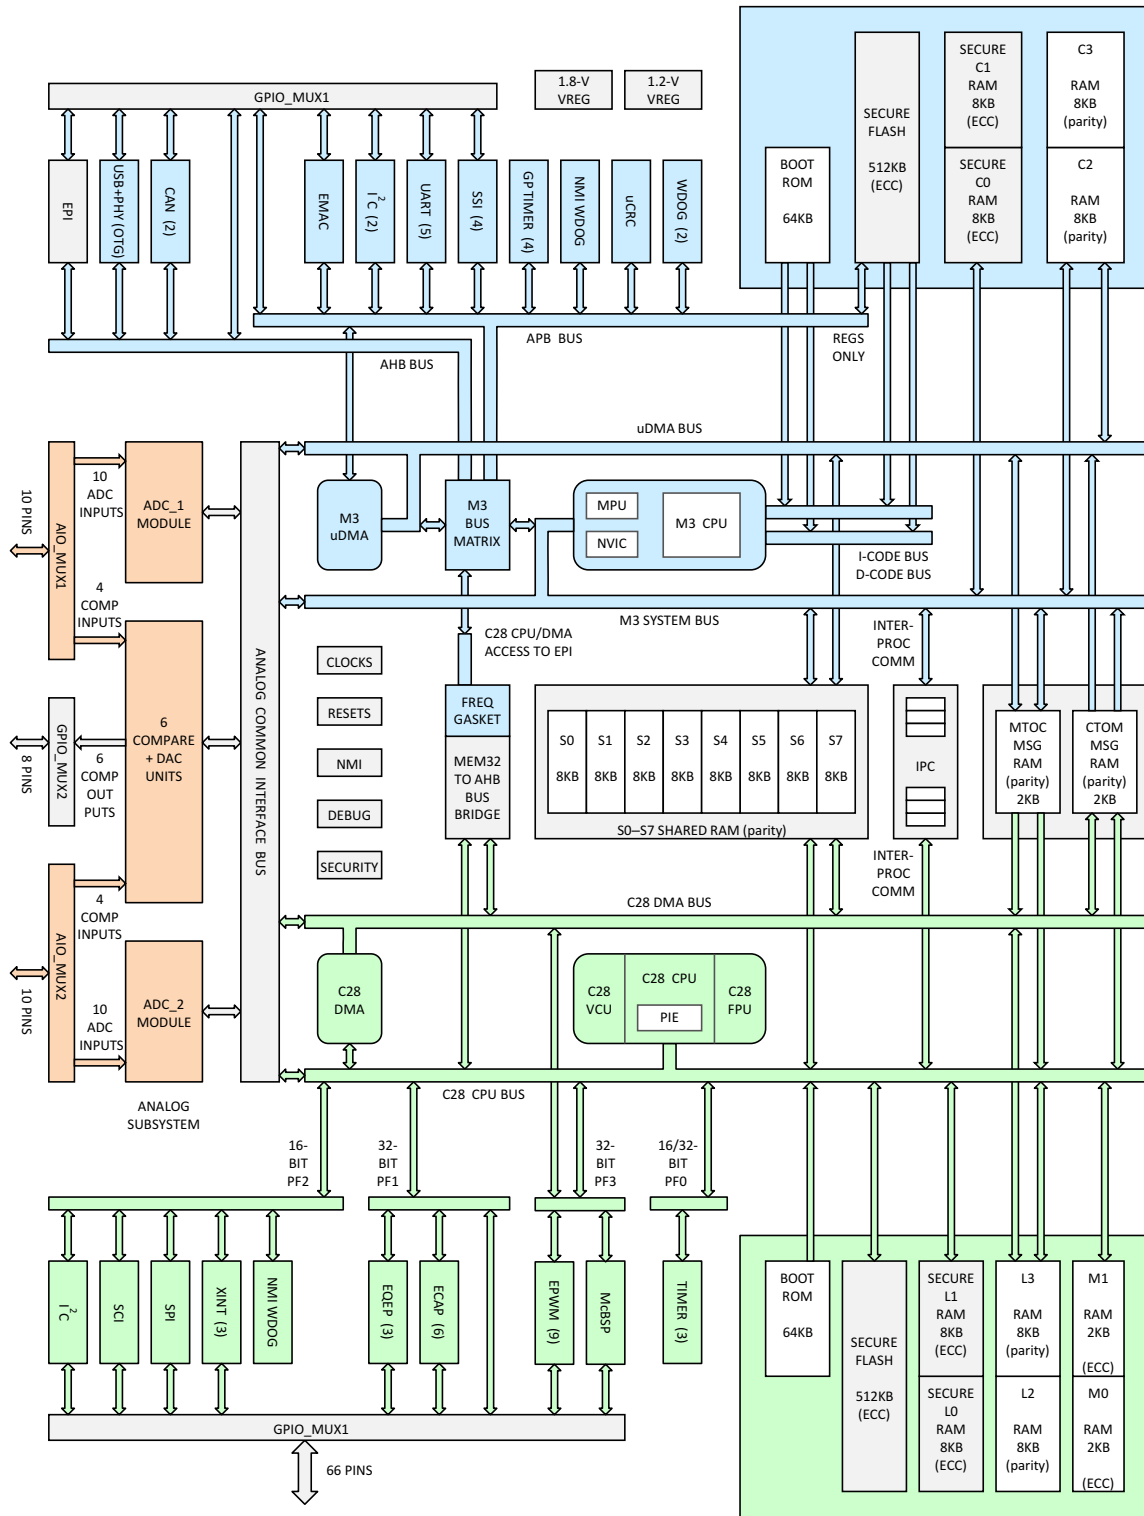 GPIO_MUX1
1.8-V
VREG
1.2-V
VREG
EPI
USB+PHY (OTG)
CAN (2)
EMAC
I²C (2)
UART (5)
SSI (4)
GP TIMER (4)
NMI WDOG
uCRC
WDOG (2)
BOOT
ROM
64KB
SECURE
FLASH
512KB
(ECC)
SECURE
C1
RAM
8KB
(ECC)
SECURE
C0
RAM
8KB
(ECC)
C3
RAM
8KB
(parity)
C2
RAM
8KB
(parity)
APB BUS
REGS
ONLY
AHB BUS
uDMA BUS
10 PINS
AIO_MUX1
10
ADC
INPUTS
4
COMP
INPUTS
ADC_1
MODULE
M3
uDMA
M3
BUS
MATRIX
MPU
NVIC
M3 CPU
I-CODE BUS
D-CODE BUS
M3 SYSTEM BUS
C28 CPU/DMA
ACCESS TO EPI
INTER-
PROC
COMM
ANALOG COMMON INTERFACE BUS
CLOCKS
RESETS
NMI
DEBUG
SECURITY
FREQ
GASKET
MEM32
TO AHB
BUS
BRIDGE
S0
8KB
S1
8KB
S2
8KB
S3
8KB
S4
8KB
S5
8KB
S6
8KB
S7
8KB
S0–S7 SHARED RAM (parity)
IPC
MTOC
MSG
RAM
(parity)
2KB
CTOM
MSG
RAM
(parity)
2KB
INTER-
PROC
COMM
8 PINS
GPIO_MUX2
6
COMP
OUT
PUTS
6
COMPARE
+ DAC
UNITS
AIO_MUX2
10 PINS
4
COMP
INPUTS
10
ADC
INPUTS
ADC_2
MODULE
ANALOG
SUBSYSTEM
C28 DMA BUS
C28
DMA
C28
VCU
C28 CPU
PIE
C28
FPU
C28 CPU BUS
16-
BIT
PF2
32-
BIT
PF1
32-
BIT
PF3
16/32-
BIT
PF0
I²C
SCI
SPI
XINT (3)
NMI WDOG
EQEP (3)
ECAP (6)
EPWM (9)
McBSP
TIMER (3)
GPIO_MUX1
66 PINS
BOOT
ROM
64KB
SECURE
FLASH
512KB
(ECC)
SECURE
L1
RAM
8KB
(ECC)
SECURE
L0
RAM
8KB
(ECC)
L3
RAM
8KB
(parity)
L2
RAM
8KB
(parity)
M1
RAM
2KB
(ECC)
M0
RAM
2KB
(ECC)